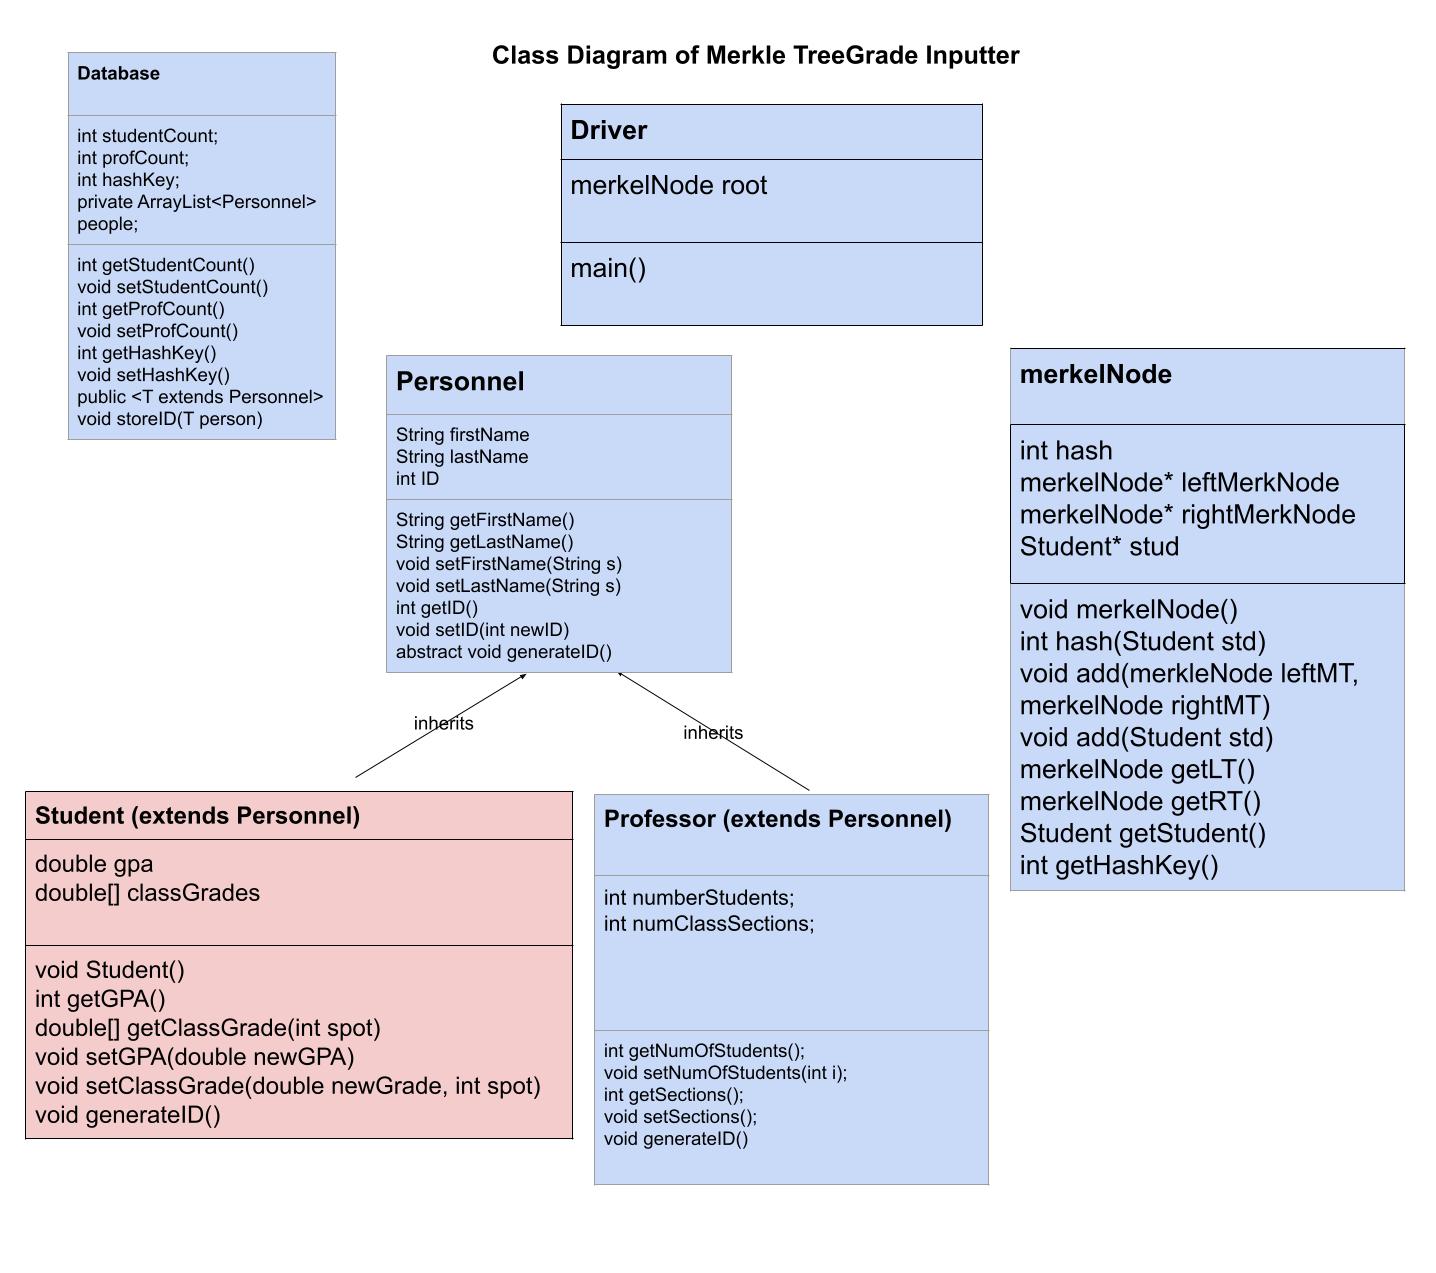 Class Diagram of Merkle TreeGrade Inputter
Database
int studentCount;
int profCount;
int hashKey;
private ArrayList<Personnel>
people;
int getStudentCount()
void setStudentCount()
int getProfCount()
void setProfCount()
int getHashKey()
void setHashKey()
public <T extends Personnel>
void storeID(T person)
Driver
merkelNode root
main()
Personnel
String firstName
String lastName
int ID
String getFirstName()
String getLastName()
void setFirstName(String s)
void setLastName(String s)
int getID()
void setID(int newID)
abstract void generateID()
merkelNode
int hash
merkelNode* leftMerkNode
merkelNode* rightMerkNode
Student* stud
void merkelNode()
int hash(Student std)
void add(merkleNode leftMT,
merkelNode rightMT)
void add(Student std)
merkelNode getLT()
merkelNode getRT()
Student getStudent()
int getHashKey()
inherits
inherits
Student (extends Personnel)
double gpa
double[] classGrades
void Student()
int getGPA()
double[] getClassGrade(int spot)
void setGPA(double newGPA)
void setClassGrade(double newGrade, int spot)
void generateID()
Professor (extends Personnel)
int numberStudents;
int numClassSections;
int getNumOfStudents();
void setNumOfStudents(int i);
int getSections();
void setSections();
void generateID()